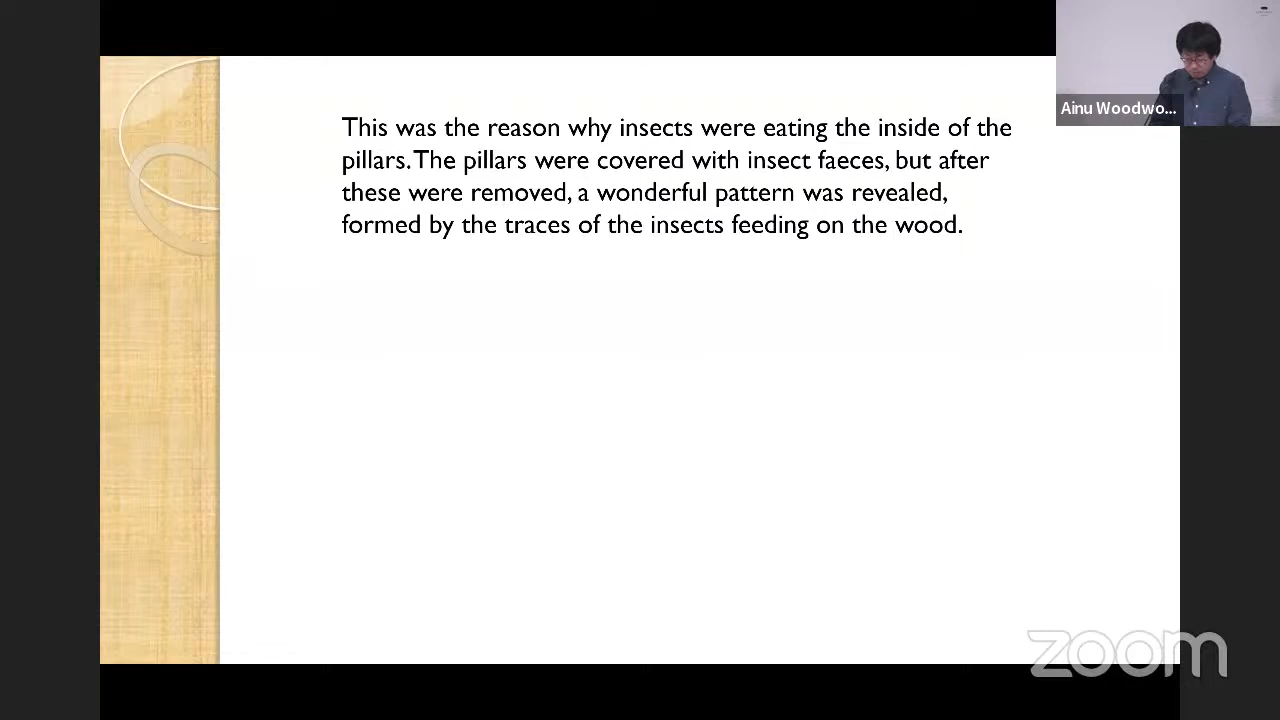 This was the reason why insects were eating the inside of the
pillars. The pillars were covered with insect faeces, but after
these were removed, a wonderful pattern was revealed,
formed by the traces of the insects feeding on the wood.
Ainu Woodwo...
zoom